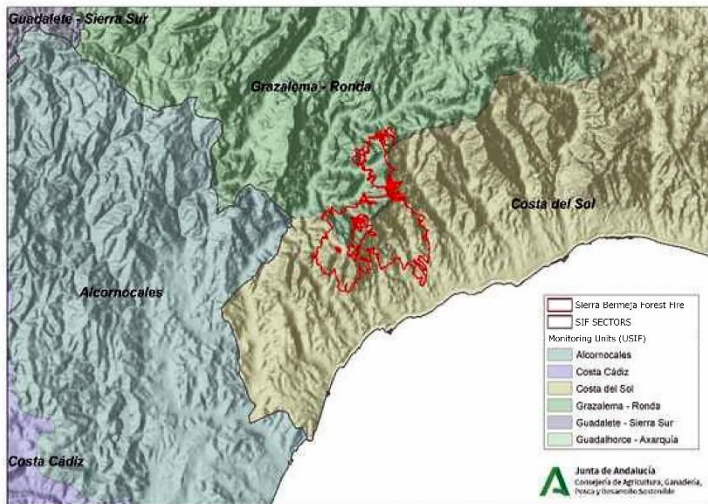 Guadalete - Sierra Sur
Grazalema - Ronda
Costa del Sol
Alcornocales
Costa Cádiz
Sierra Bermeja Forest Fire
SIF SECTORS
Monitoring Units (USIF)
Alcornocales
Costa Cádiz
Costa del Sol
Grazalema - Ronda
Guadalete - Sierra Sur
Guadalhorce - Axarquía
Junta de Andalucía
Consejería de Agricultura, Ganadería,
Pesca y Desarrollo Sostenible